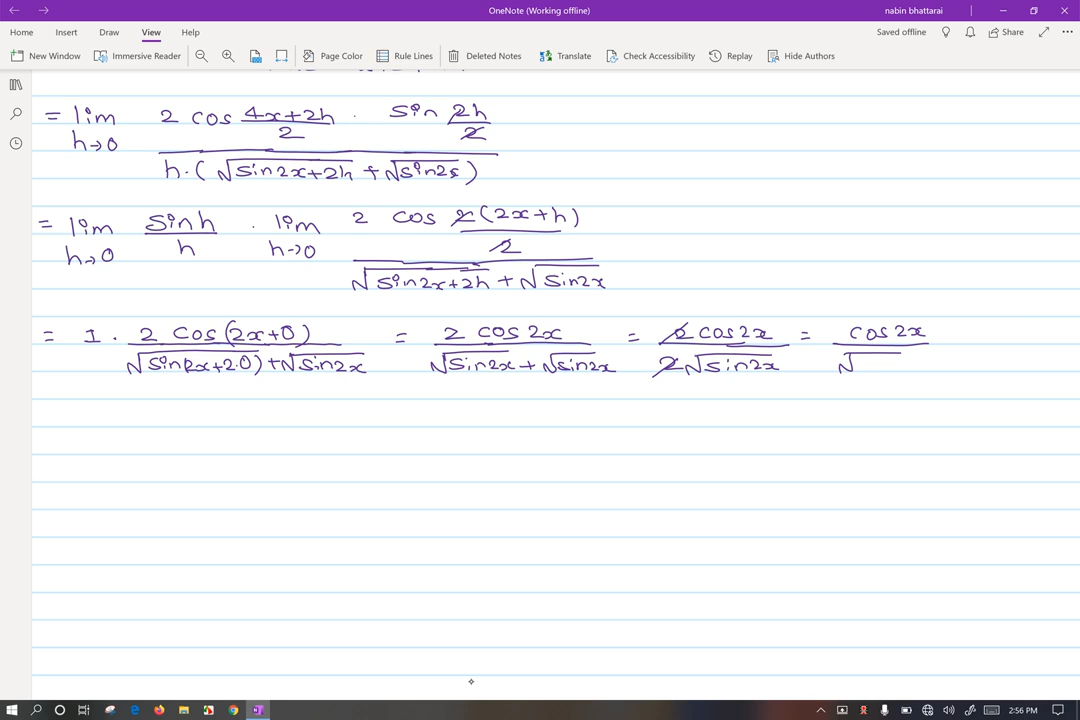 OneNote (Working offline)
nabin bhattarai
Home Insert Draw View Help
Saved offline Share
New Window Immersive Reader Page Color Rule Lines Deleted Notes Translate Check Accessibility Replay Hide Authors
= lim h→0 2 cos (4x+2h)/2 · sin 2h/2 / h·(√sin2x+2h + √sin2x)
= lim h→0 sin h / h · lim h→0 2 cos 2(2x+h)/2 / √sin2x+2h + √sin2x
= 1 · 2 cos(2x+0) / √sin(2x+2.0) + √sin2x = 2 cos2x / √sin2x + √sin2x = 2 cos2x / 2√sin2x = cos2x / √
2:56 PM